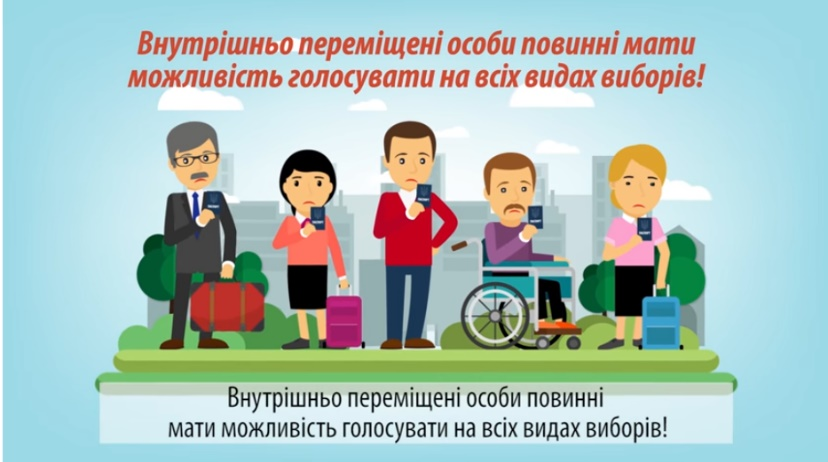 Внутрішньо переміщені особи повинні мати
можливість голосувати на всіх видах виборів!
Внутрішньо переміщені особи повинні
мати можливість голосувати на всіх видах виборів!